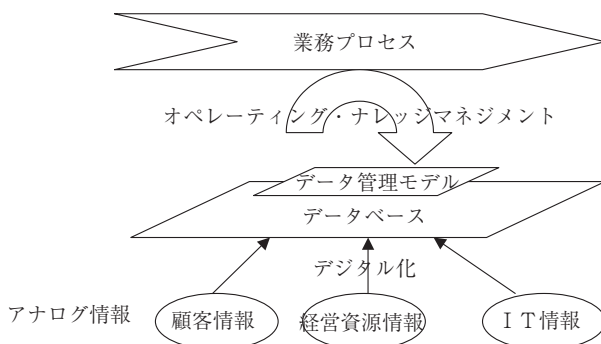 業務プロセス
オペレーティング・ナレッジマネジメント
データ管理モデル
データベース
デジタル化
アナログ情報
顧客情報
経営資源情報
ＩＴ情報